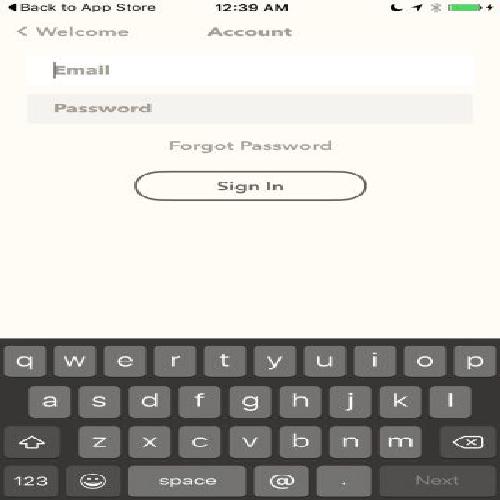 Back to App Store 12:39 AM
Welcome Account
Email
Password
Forgot Password
Sign In
q w e r t y u i o p
a s d f g h j k l
z x c v b n m
123 space @ . Next